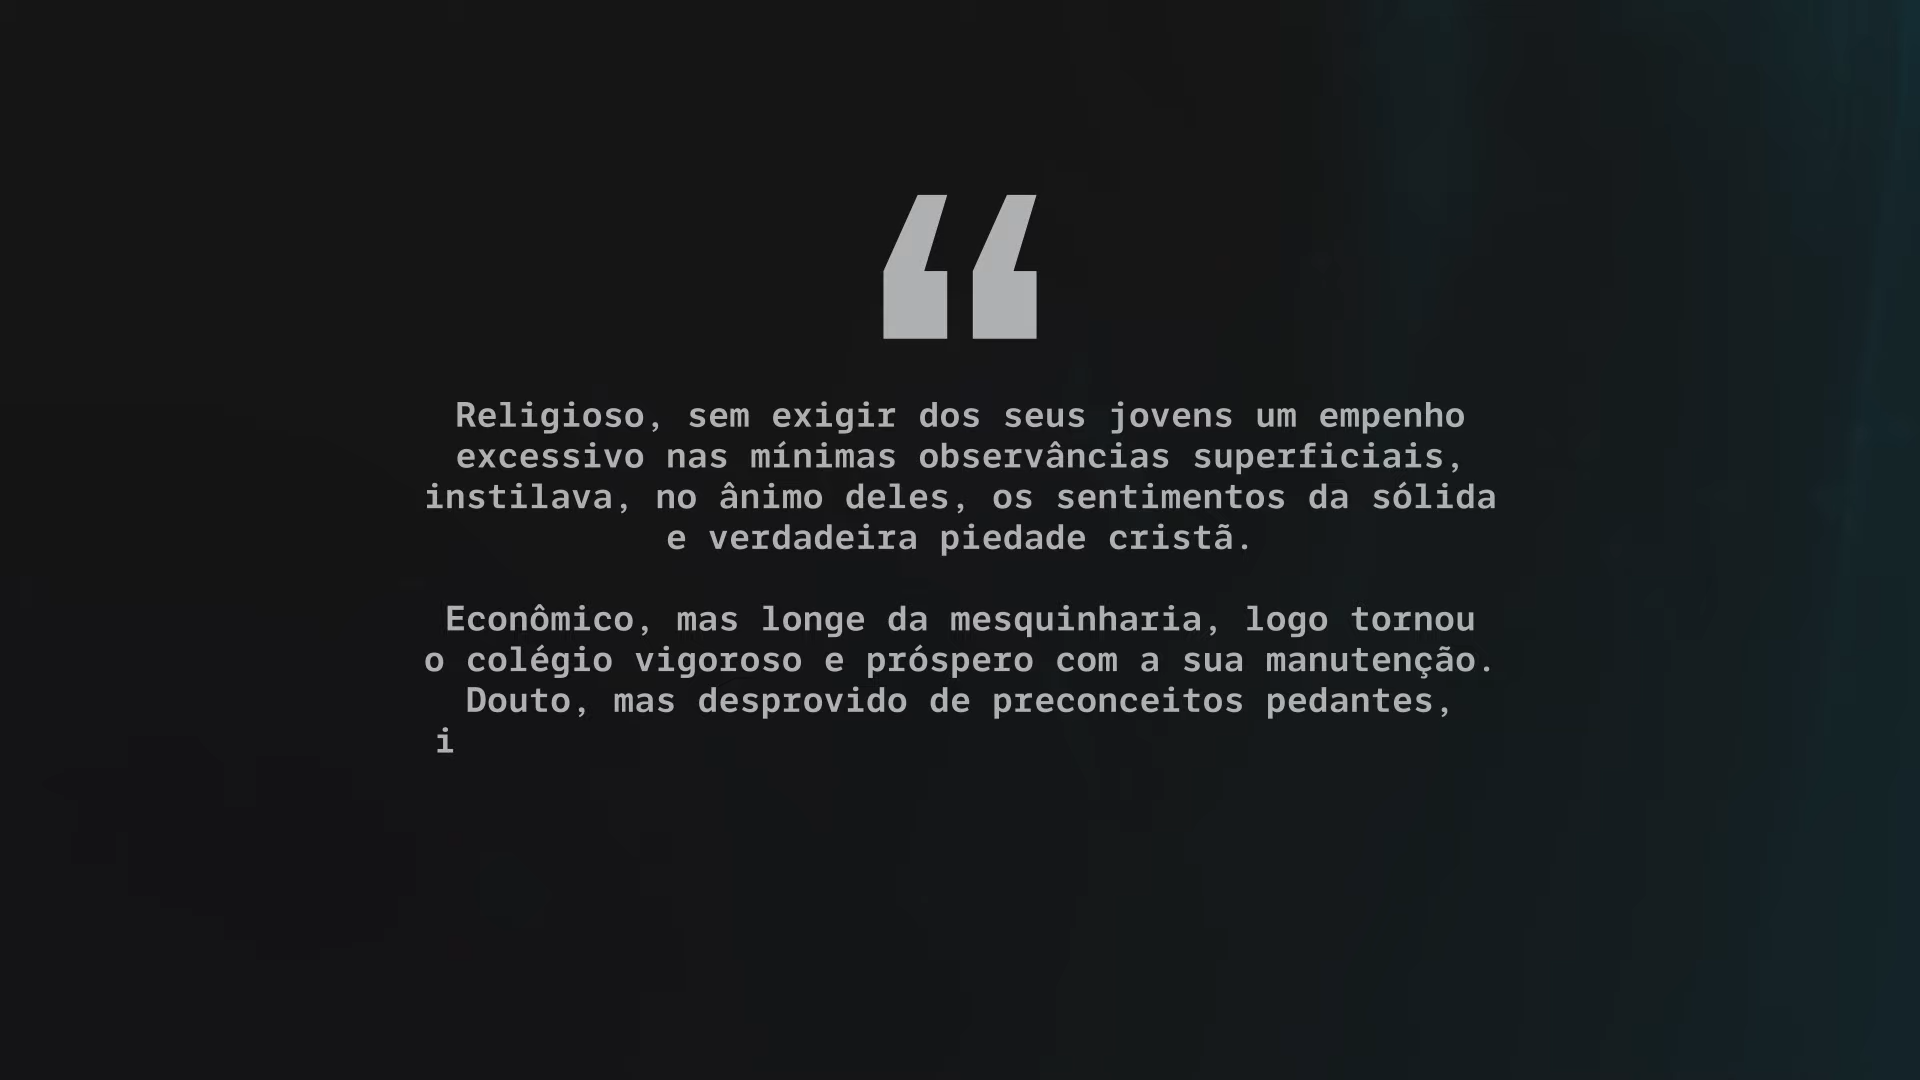 “
Religioso, sem exigir dos seus jovens um empenho
excessivo nas mínimas observâncias superficiais,
instilava, no ânimo deles, os sentimentos da sólida
e verdadeira piedade cristã.
Econômico, mas longe da mesquinharia, logo tornou
o colégio vigoroso e próspero com a sua manutenção.
Douto, mas desprovido de preconceitos pedantes,
i